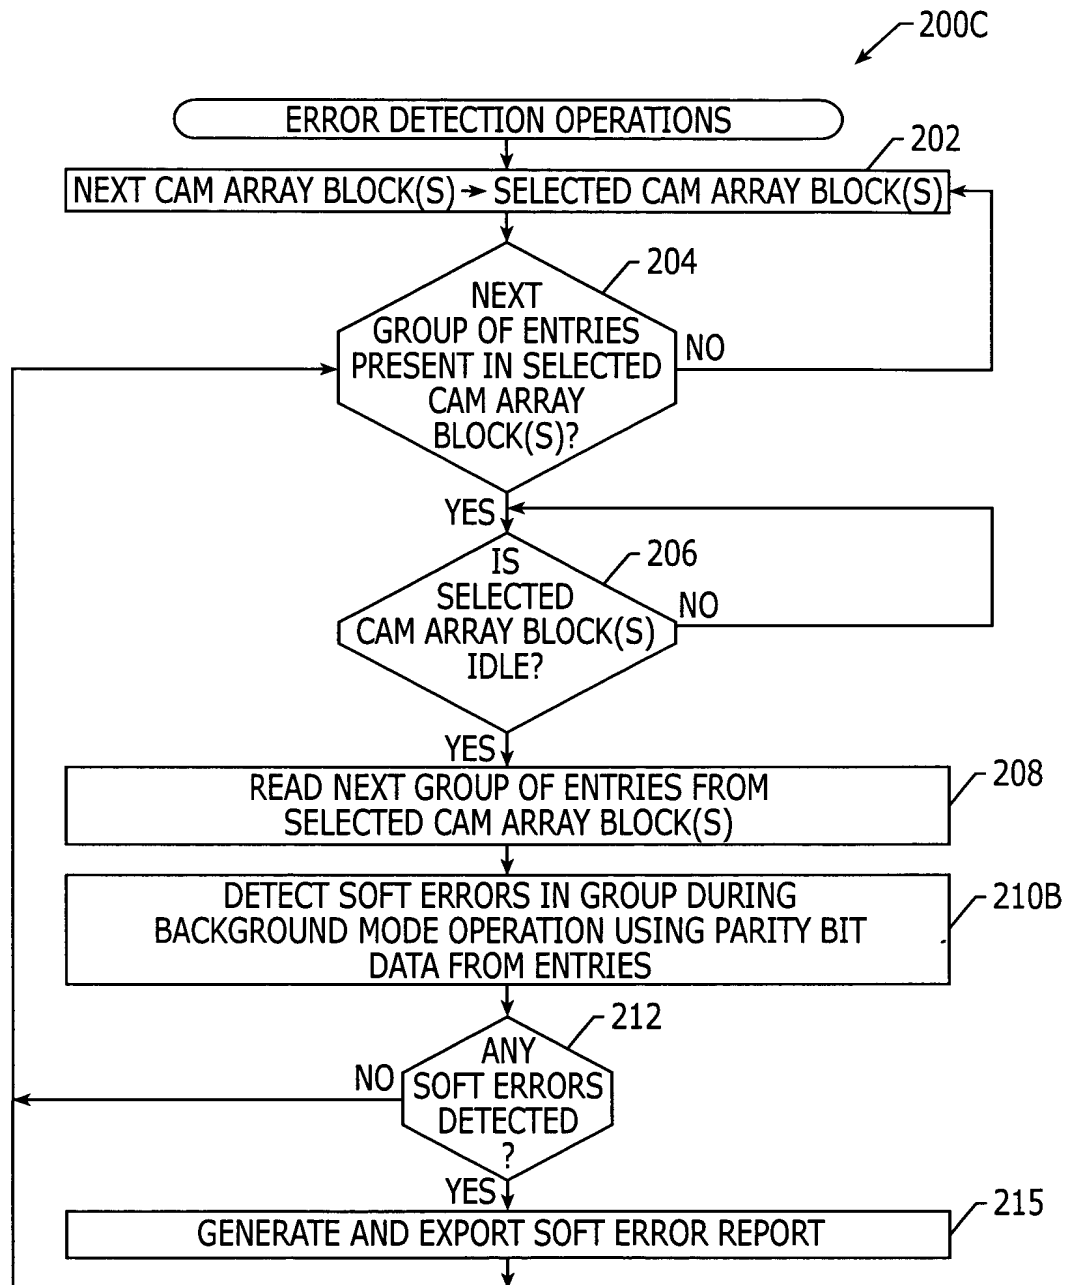 200C
ERROR DETECTION OPERATIONS
202
NEXT CAM ARRAY BLOCK(S) → SELECTED CAM ARRAY BLOCK(S)
204
NEXT
GROUP OF ENTRIES
PRESENT IN SELECTED
CAM ARRAY
BLOCK(S)?
NO
YES
206
IS
SELECTED
CAM ARRAY BLOCK(S)
IDLE?
NO
YES
208
READ NEXT GROUP OF ENTRIES FROM
SELECTED CAM ARRAY BLOCK(S)
210B
DETECT SOFT ERRORS IN GROUP DURING
BACKGROUND MODE OPERATION USING PARITY BIT
DATA FROM ENTRIES
212
ANY
SOFT ERRORS
DETECTED
?
NO
YES
215
GENERATE AND EXPORT SOFT ERROR REPORT